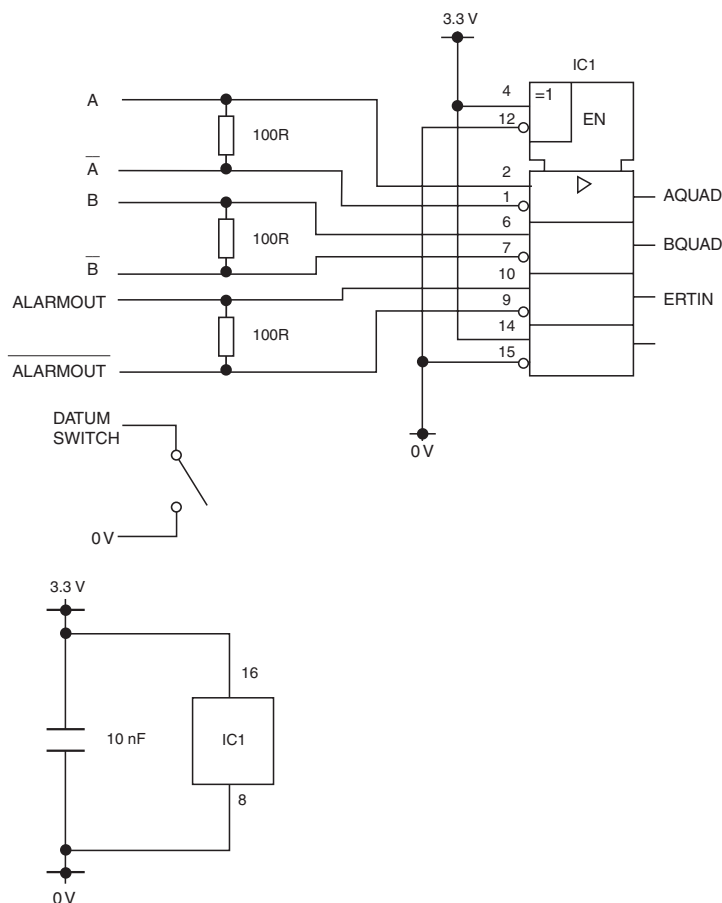 3.3 V
IC1
A
4
=1
EN
12
100R
A̅
2
1
AQUAD
B
6
100R
7
BQUAD
B̅
10
ALARMOUT
9
ERTIN
100R
14
A̅L̅A̅R̅M̅O̅U̅T̅
15
DATUM
SWITCH
0 V
0 V
3.3 V
16
10 nF
IC1
8
0 V